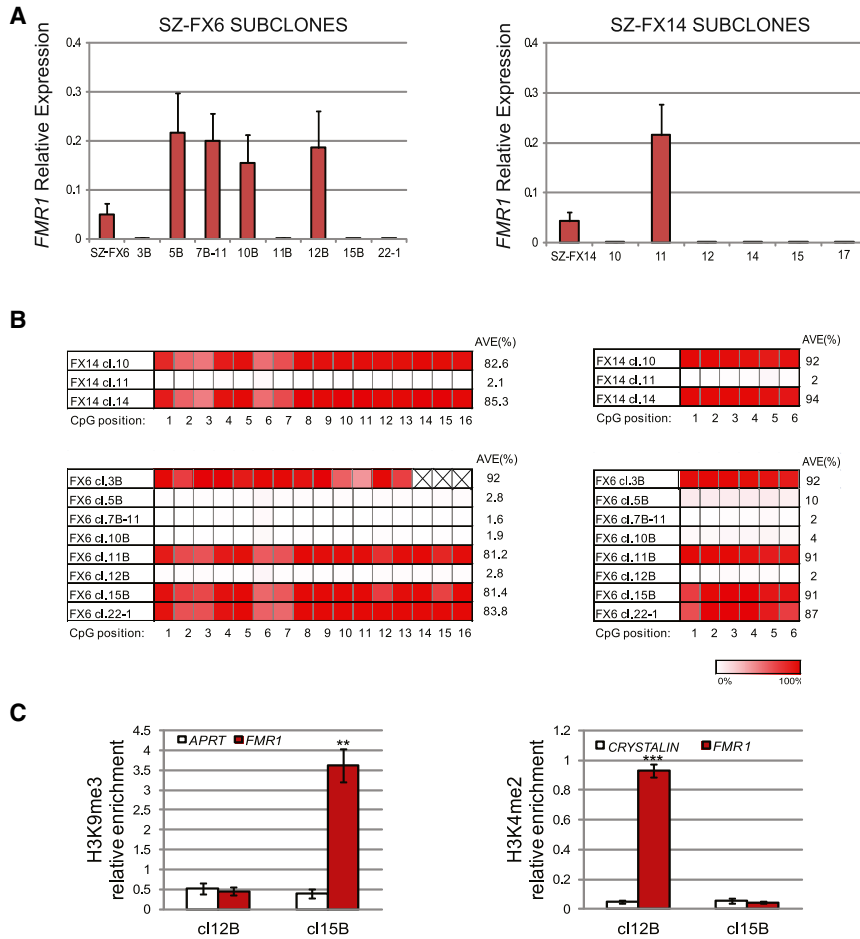 A
SZ-FX6 SUBCLONES
FMR1 Relative Expression
0.4
0.3
0.2
0.1
0
SZ-FX6 3B 5B 7B-11 10B 11B 12B 15B 22-1
SZ-FX14 SUBCLONES
FMR1 Relative Expression
0.4
0.3
0.2
0.1
0
SZ-FX14 10 11 12 14 15 17
B
AVE(%)
FX14 cl.10 82.6
FX14 cl.11 2.1
FX14 cl.14 85.3
CpG position: 1 2 3 4 5 6 7 8 9 10 11 12 13 14 15 16
AVE(%)
FX14 cl.10 92
FX14 cl.11 2
FX14 cl.14 94
CpG position: 1 2 3 4 5 6
AVE(%)
FX6 cl.3B 92
FX6 cl.5B 2.8
FX6 cl.7B-11 1.6
FX6 cl.10B 1.9
FX6 cl.11B 81.2
FX6 cl.12B 2.8
FX6 cl.15B 81.4
FX6 cl.22-1 83.8
CpG position: 1 2 3 4 5 6 7 8 9 10 11 12 13 14 15 16
AVE(%)
FX6 cl.3B 92
FX6 cl.5B 10
FX6 cl.7B-11 2
FX6 cl.10B 4
FX6 cl.11B 91
FX6 cl.12B 2
FX6 cl.15B 91
FX6 cl.22-1 87
CpG position: 1 2 3 4 5 6
0% 100%
C
H3K9me3
relative enrichment
4.5
4
3.5
3
2.5
2
1.5
1
0.5
0
APRT FMR1
**
cl12B cl15B
H3K4me2
relative enrichment
1.2
1
0.8
0.6
0.4
0.2
0
CRYSTALIN FMR1
***
cl12B cl15B